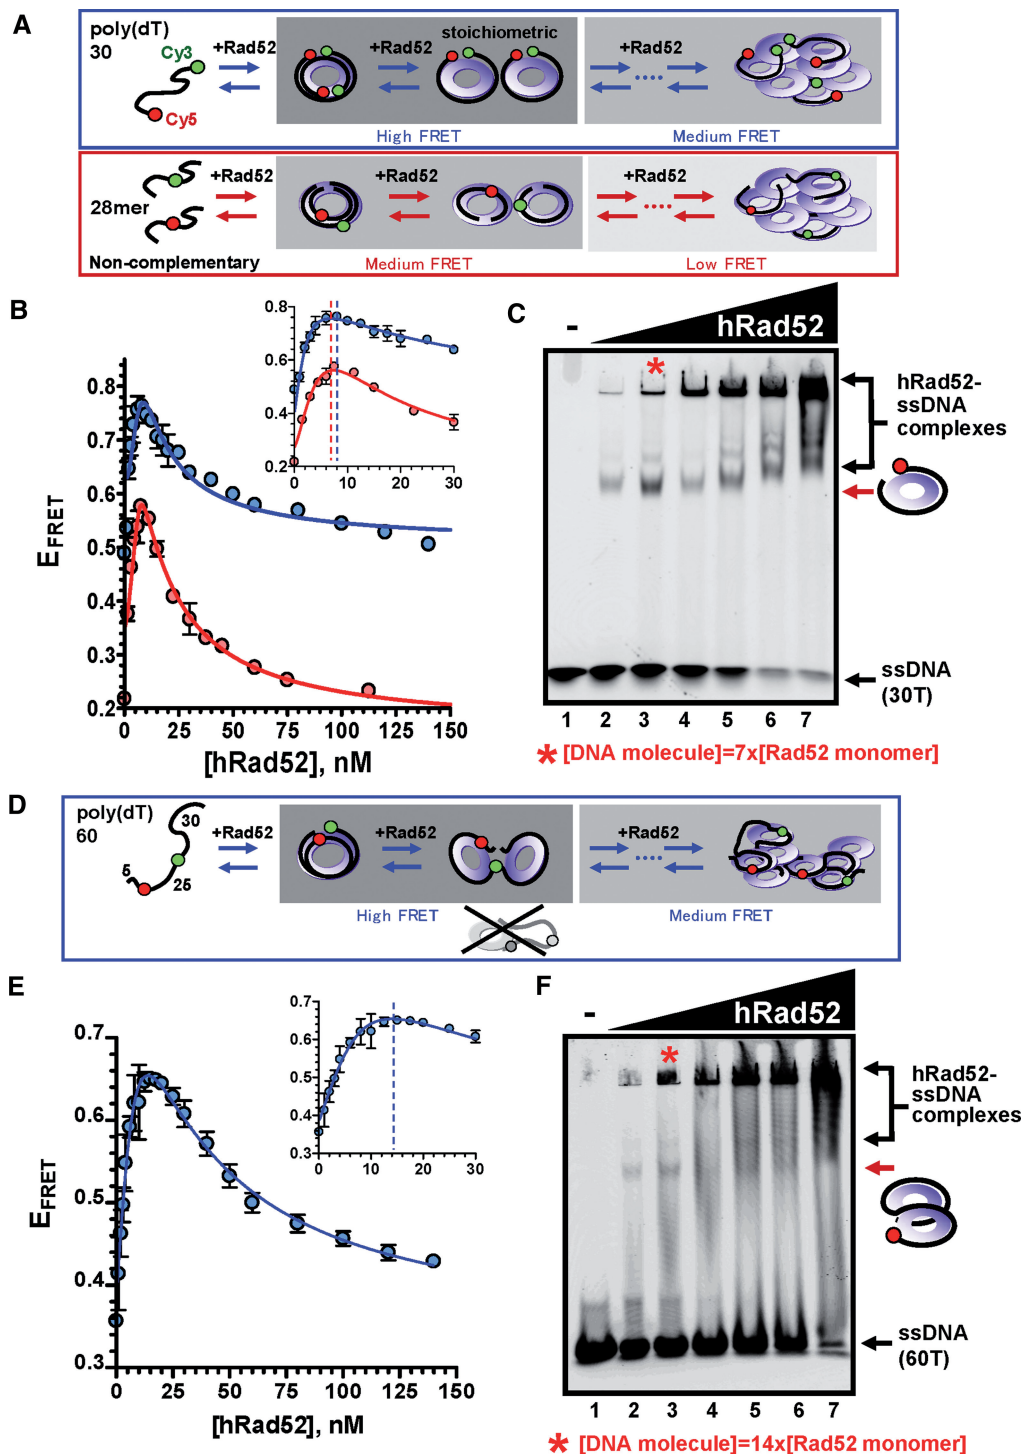 A
poly(dT)
30
Cy3
Cy5
+Rad52
+Rad52
stoichiometric
+Rad52
High FRET
Medium FRET
28mer
+Rad52
+Rad52
+Rad52
Non-complementary
Medium FRET
Low FRET
B
0.8
0.7
0.6
0.5
0.4
0.3
0.2
EFRET
0 25 50 75 100 125 150
[hRad52], nM
0.8
0.6
0.4
0.2
0 10 20 30
C
-
hRad52
*
hRad52-
ssDNA
complexes
ssDNA
(30T)
1 2 3 4 5 6 7
* [DNA molecule]=7x[Rad52 monomer]
D
poly(dT)
60
30
5
25
+Rad52
+Rad52
+Rad52
High FRET
Medium FRET
E
0.7
0.6
0.5
0.4
0.3
EFRET
0 25 50 75 100 125 150
[hRad52], nM
0.7
0.6
0.5
0.4
0.3
0 10 20 30
F
-
hRad52
*
hRad52-
ssDNA
complexes
ssDNA
(60T)
1 2 3 4 5 6 7
* [DNA molecule]=14x[Rad52 monomer]